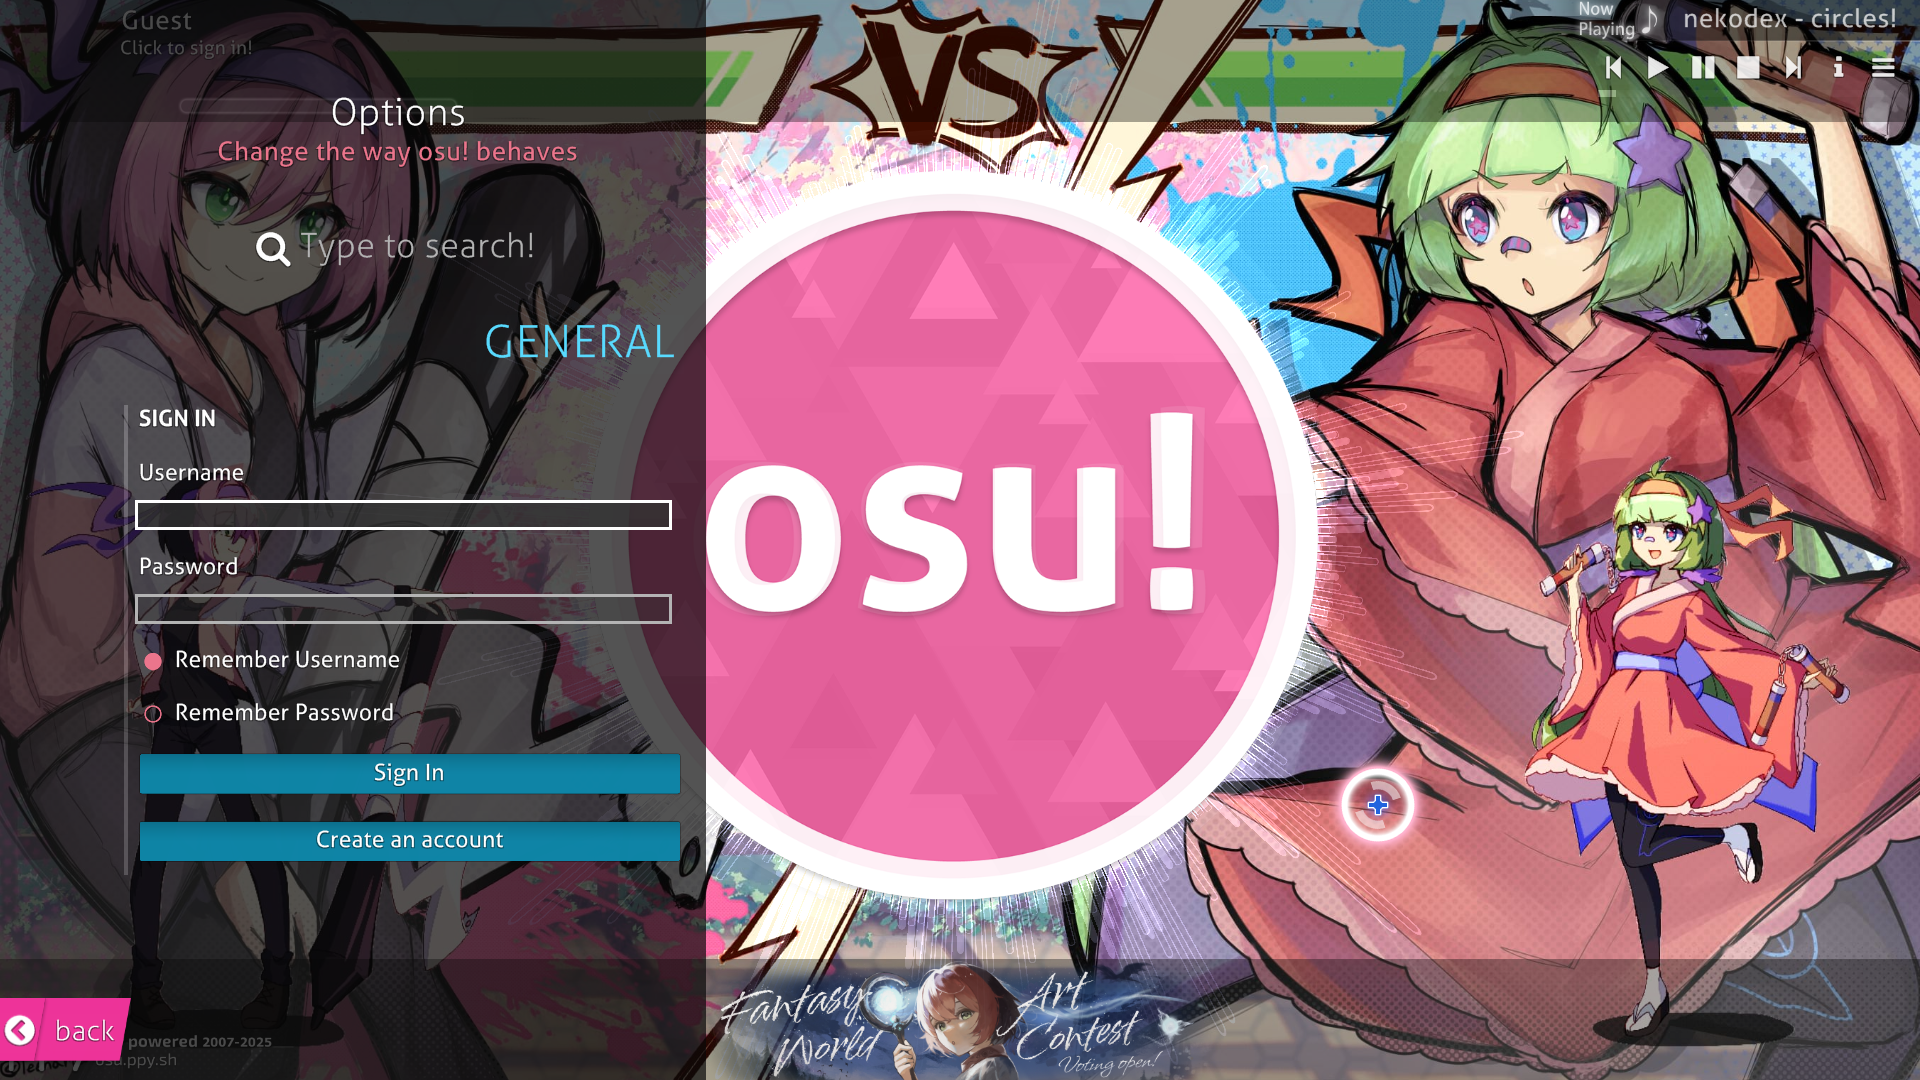 Guest
Click to sign in!
VS
Now
Playing
nekodex - circles!
Options
Change the way osu! behaves
Type to search!
GENERAL
SIGN IN
Username
Password
Remember Username
Remember Password
Sign In
Create an account
osu!
back
powered 2007-2025
osu.ppy.sh
Fantasy
World
Art
Contest
Voting open!